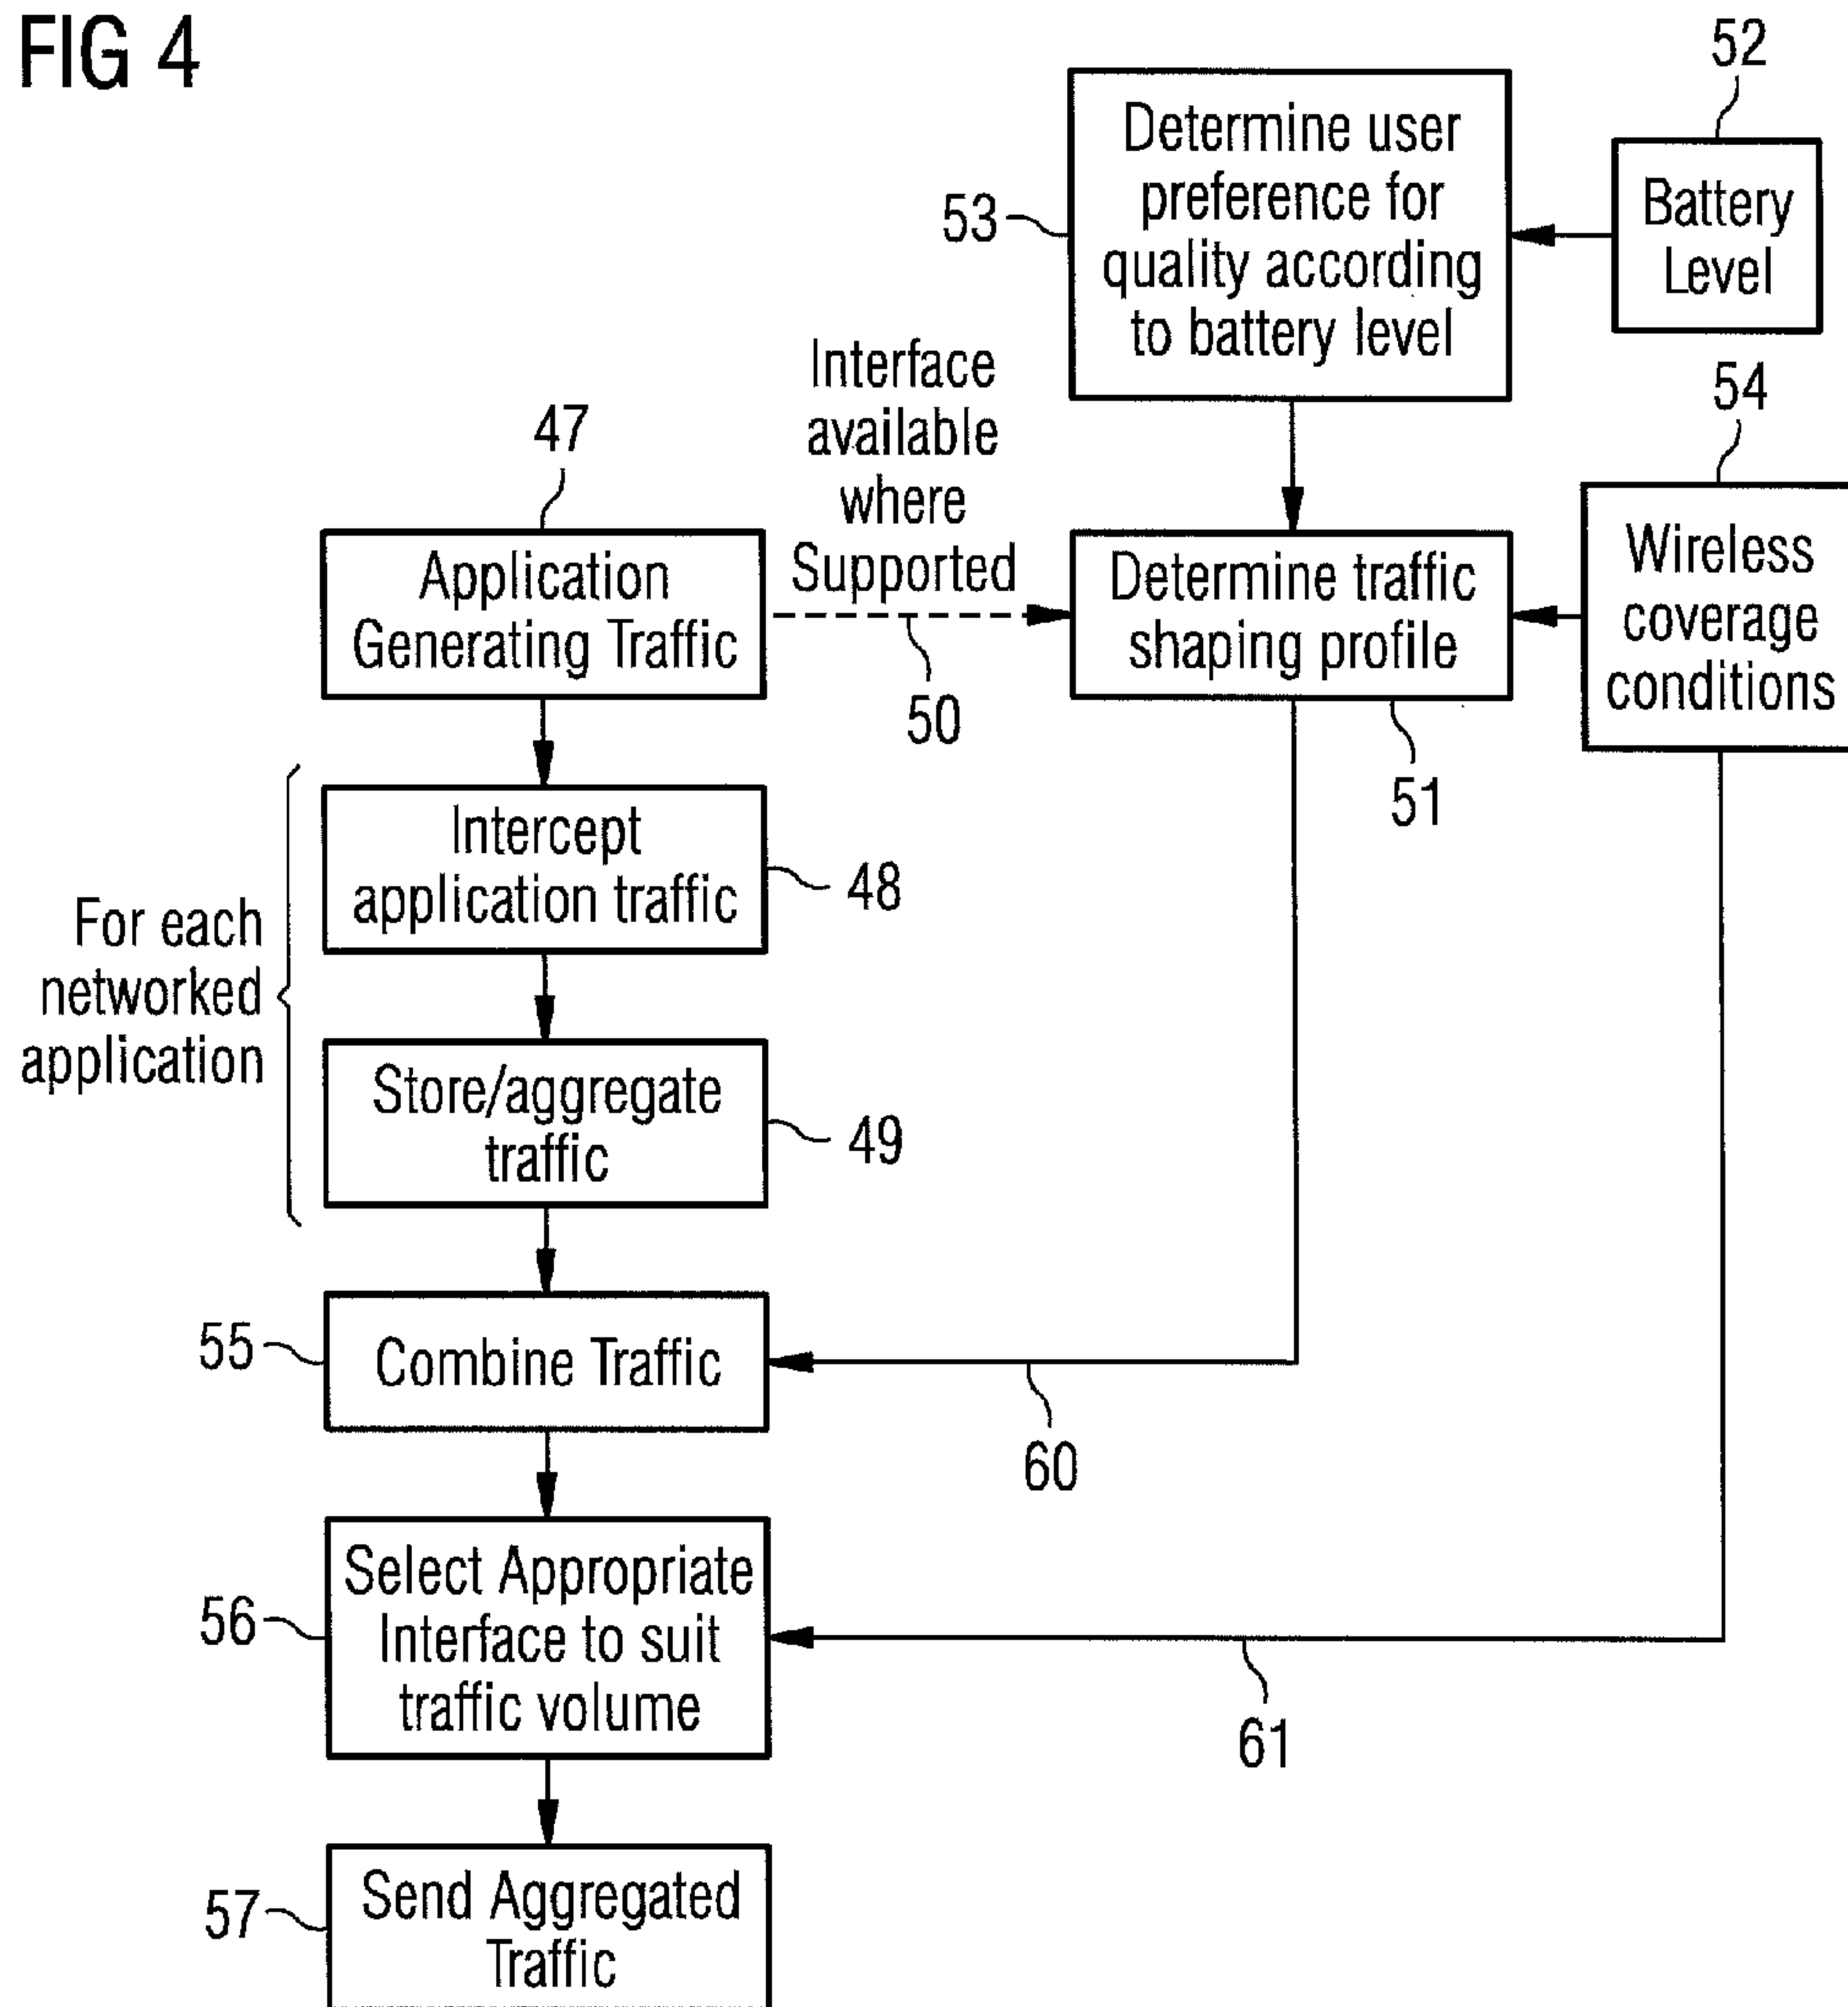 FIG 4
52
Determine user
preference for
quality according
to battery level
53
Battery
Level
54
Interface
available
where
Supported
47
Application
Generating Traffic
50
Determine traffic
shaping profile
51
Wireless
coverage
conditions
For each
networked
application
Intercept
application traffic
48
Store/aggregate
traffic
49
55
Combine Traffic
60
56
Select Appropriate
Interface to suit
traffic volume
61
57
Send Aggregated
Traffic